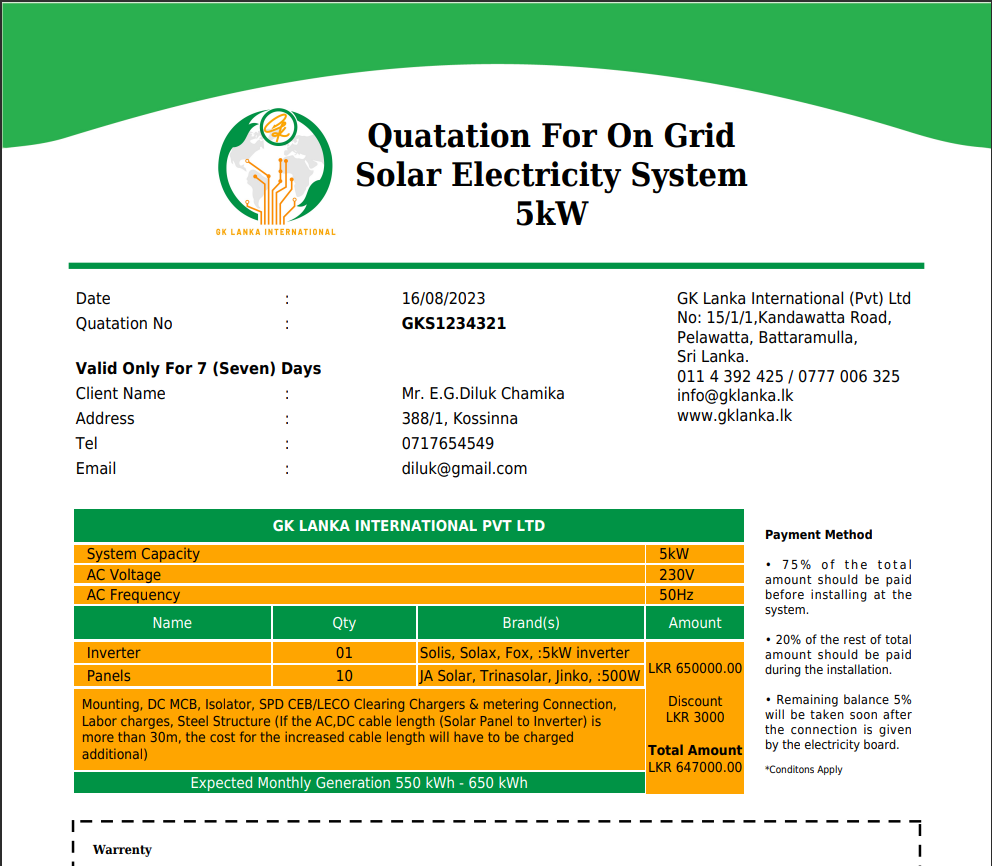 Quatation For On Grid
Solar Electricity System
5kW
GK LANKA INTERNATIONAL
Date : 16/08/2023
Quatation No : GKS1234321
Valid Only For 7 (Seven) Days
Client Name : Mr. E.G.Diluk Chamika
Address : 388/1, Kossinna
Tel : 0717654549
Email : diluk@gmail.com
GK Lanka International (Pvt) Ltd
No: 15/1/1,Kandawatta Road,
Pelawatta, Battaramulla,
Sri Lanka.
011 4 392 425 / 0777 006 325
info@gklanka.lk
www.gklanka.lk
GK LANKA INTERNATIONAL PVT LTD
System Capacity 5kW
AC Voltage 230V
AC Frequency 50Hz
Name Qty Brand(s) Amount
Inverter 01 Solis, Solax, Fox, :5kW inverter
Panels 10 JA Solar, Trinasolar, Jinko, :500W
LKR 650000.00
Mounting, DC MCB, Isolator, SPD CEB/LECO Clearing Chargers & metering Connection,
Labor charges, Steel Structure (If the AC,DC cable length (Solar Panel to Inverter) is
more than 30m, the cost for the increased cable length will have to be charged
additional)
Discount
LKR 3000
Total Amount
LKR 647000.00
Expected Monthly Generation 550 kWh - 650 kWh
Payment Method
• 75% of the total
amount should be paid
before installing at the
system.
• 20% of the rest of total
amount should be paid
during the installation.
• Remaining balance 5%
will be taken soon after
the connection is given
by the electricity board.
*Conditons Apply
Warrenty